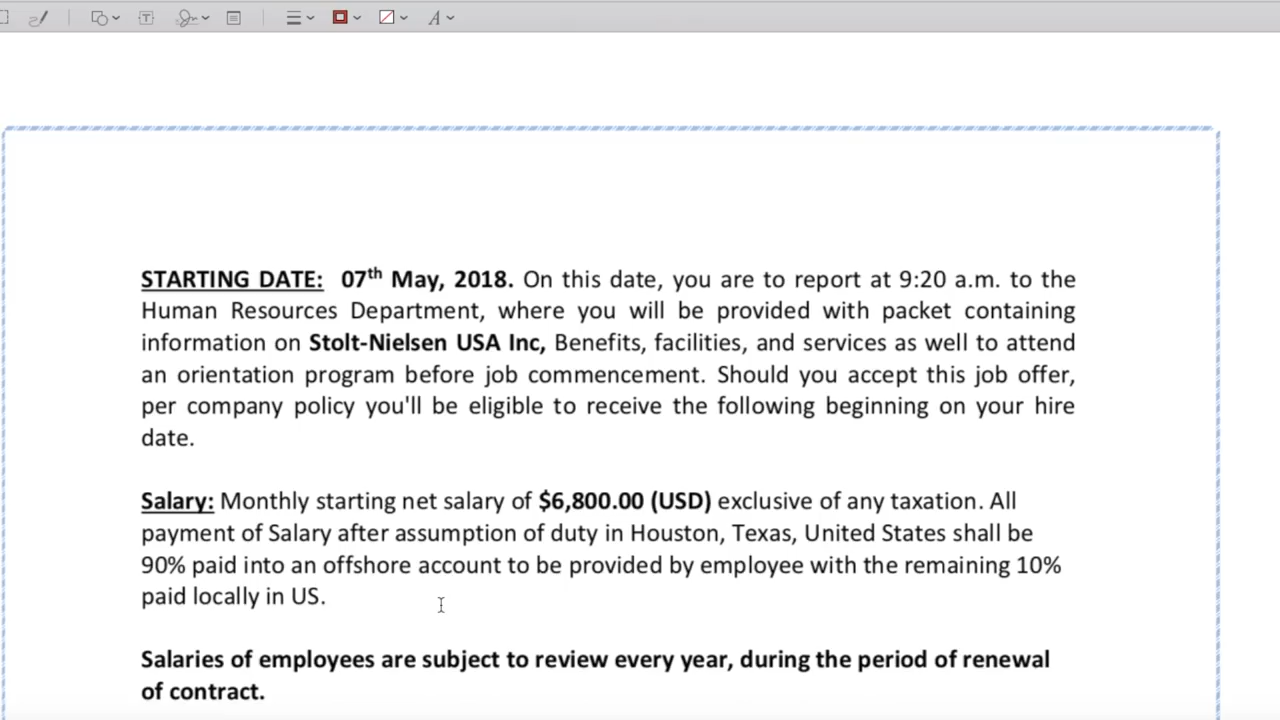 STARTING DATE: 07th May, 2018. On this date, you are to report at 9:20 a.m. to the
Human Resources Department, where you will be provided with packet containing
information on Stolt-Nielsen USA Inc, Benefits, facilities, and services as well to attend
an orientation program before job commencement. Should you accept this job offer,
per company policy you'll be eligible to receive the following beginning on your hire
date.
Salary: Monthly starting net salary of $6,800.00 (USD) exclusive of any taxation. All
payment of Salary after assumption of duty in Houston, Texas, United States shall be
90% paid into an offshore account to be provided by employee with the remaining 10%
paid locally in US.
Salaries of employees are subject to review every year, during the period of renewal
of contract.